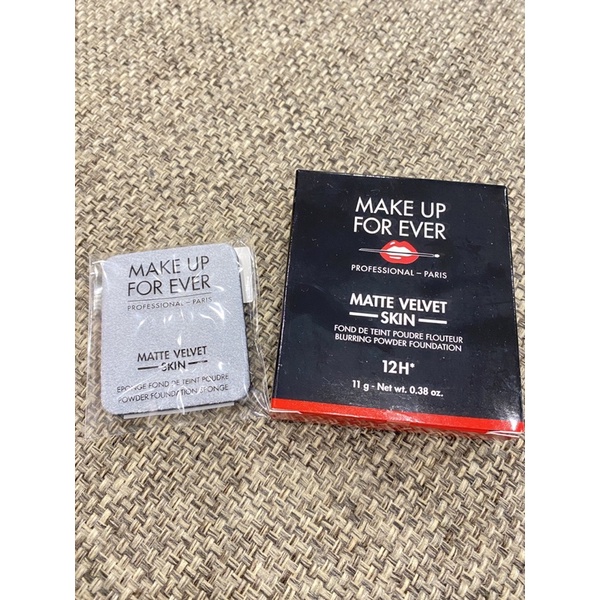 MAKE UP
FOR EVER
PROFESSIONAL – PARIS
MATTE VELVET
SKIN
EPONGE FOND DE TEINT POUDRE
POWDER FOUNDATION SPONGE
MAKE UP
FOR EVER
PROFESSIONAL – PARIS
MATTE VELVET
SKIN
FOND DE TEINT POUDRE FLOUTEUR
BLURRING POWDER FOUNDATION
12H*
11 g - Net wt. 0.38 oz.